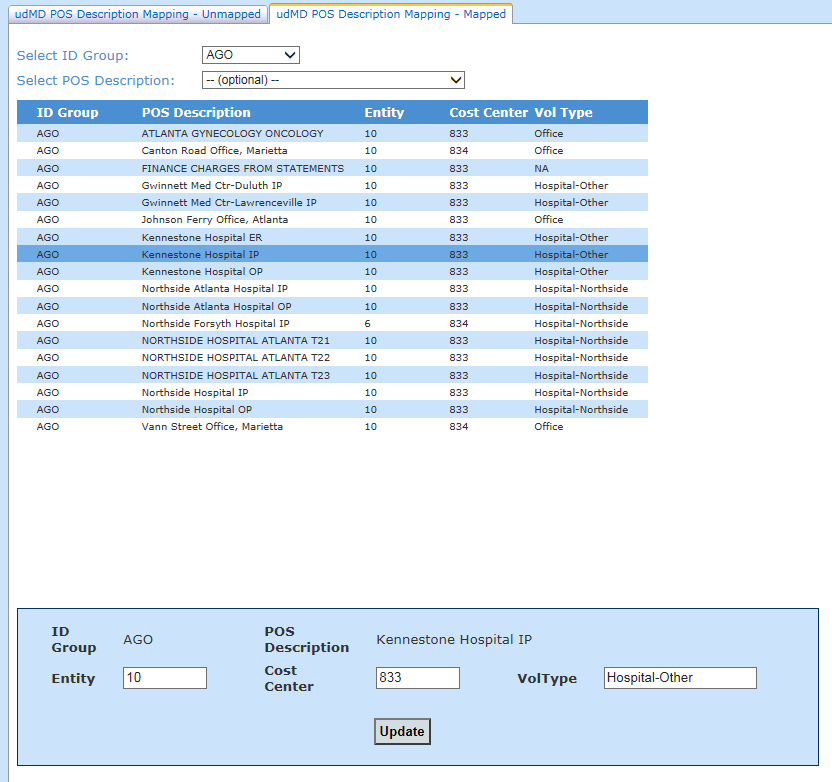 udMD POS Description Mapping - Unmapped udMD POS Description Mapping - Mapped
Select ID Group: AGO
Select POS Description: -- (optional) --
ID Group POS Description Entity Cost Center Vol Type
AGO ATLANTA GYNECOLOGY ONCOLOGY 10 833 Office
AGO Canton Road Office, Marietta 10 834 Office
AGO FINANCE CHARGES FROM STATEMENTS 10 833 NA
AGO Gwinnett Med Ctr-Duluth IP 10 833 Hospital-Other
AGO Gwinnett Med Ctr-Lawrenceville IP 10 833 Hospital-Other
AGO Johnson Ferry Office, Atlanta 10 833 Office
AGO Kennestone Hospital ER 10 833 Hospital-Other
AGO Kennestone Hospital IP 10 833 Hospital-Other
AGO Kennestone Hospital OP 10 833 Hospital-Other
AGO Northside Atlanta Hospital IP 10 833 Hospital-Northside
AGO Northside Atlanta Hospital OP 10 833 Hospital-Northside
AGO Northside Forsyth Hospital IP 6 834 Hospital-Northside
AGO NORTHSIDE HOSPITAL ATLANTA T21 10 833 Hospital-Northside
AGO NORTHSIDE HOSPITAL ATLANTA T22 10 833 Hospital-Northside
AGO NORTHSIDE HOSPITAL ATLANTA T23 10 833 Hospital-Northside
AGO Northside Hospital IP 10 833 Hospital-Northside
AGO Northside Hospital OP 10 833 Hospital-Northside
AGO Vann Street Office, Marietta 10 834 Office
ID Group AGO POS Description Kennestone Hospital IP
Entity 10 Cost Center 833 VolType Hospital-Other
Update